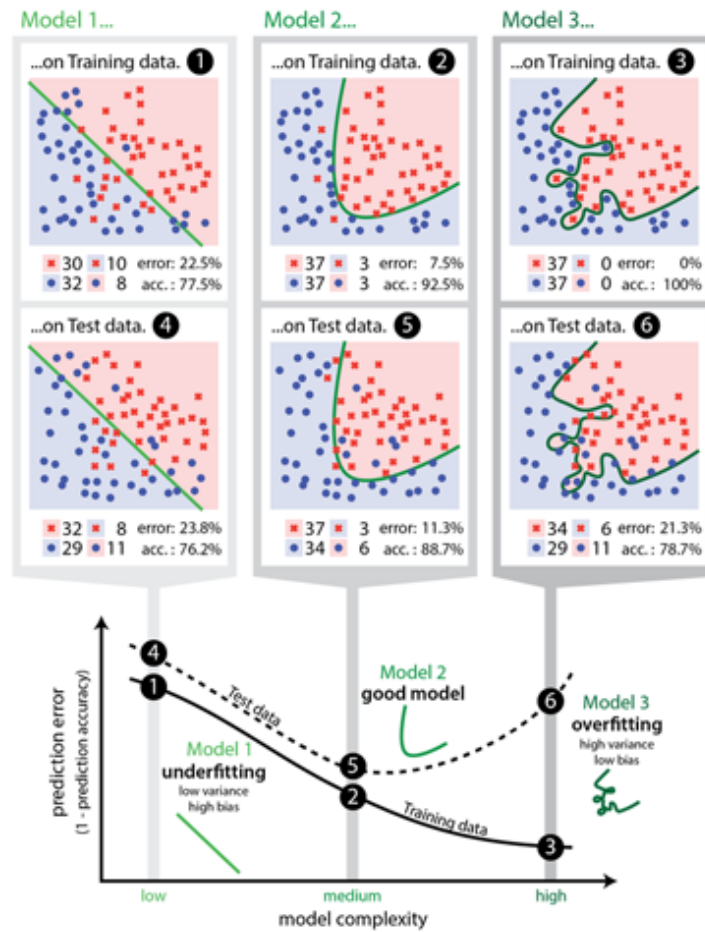 Model 1...
Model 2...
Model 3...
...on Training data. 1
...on Training data. 2
...on Training data. 3
30 10 error: 22.5%
32 8 acc.: 77.5%
37 3 error: 7.5%
37 3 acc.: 92.5%
37 0 error: 0%
37 0 acc.: 100%
...on Test data. 4
...on Test data. 5
...on Test data. 6
32 8 error: 23.8%
29 11 acc.: 76.2%
37 3 error: 11.3%
34 6 acc.: 88.7%
34 6 error: 21.3%
29 11 acc.: 78.7%
prediction error
(1 - prediction accuracy)
4
1
Test data
Model 1
underfitting
low variance
high bias
5
2
Model 2
good model
Training data
6
3
Model 3
overfitting
high variance
low bias
low
medium
high
model complexity